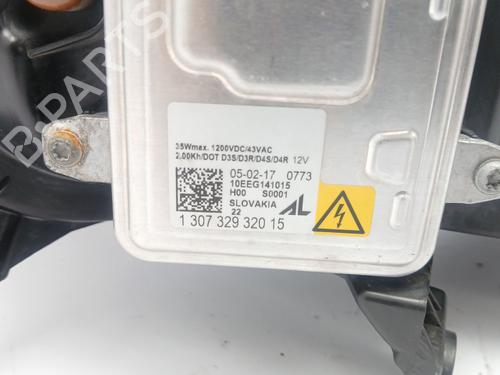 35Wmax. 1200VDC/43VAC
2.00Kh/DOT D3S/D3R/D4S/D4R 12V
05-02-17 0773
10EEG141015
H00 S0001
SLOVAKIA
22
AL
1 307 329 320 15
B-PARTS